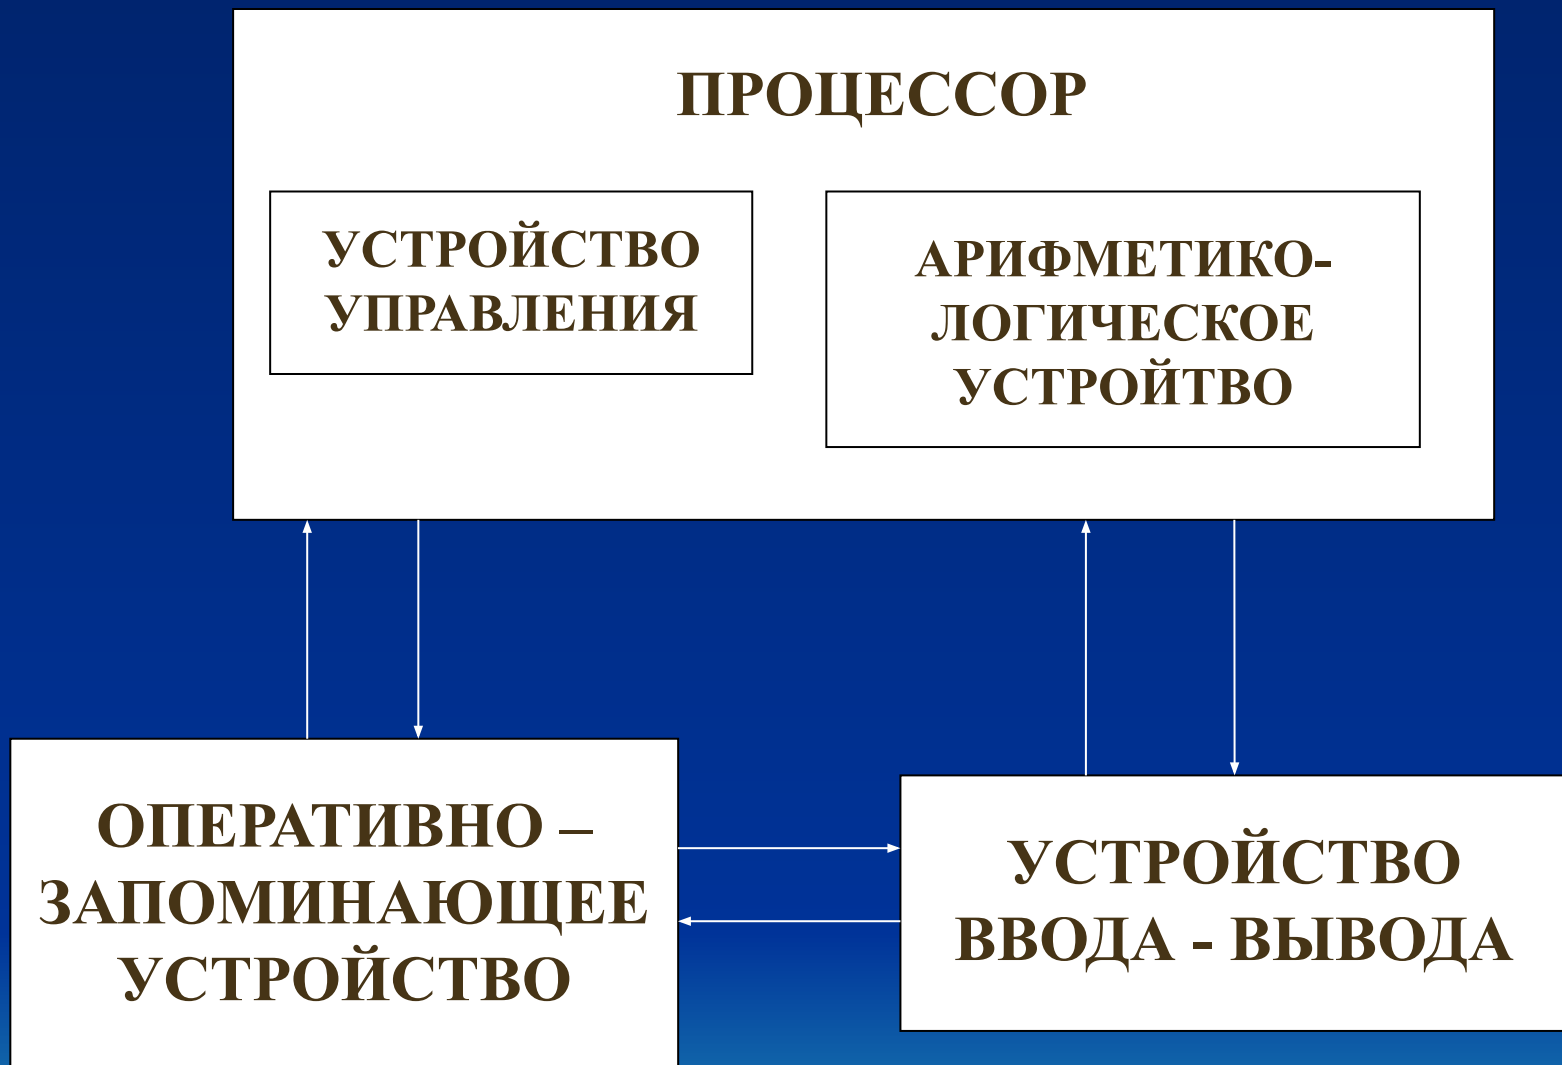 ПРОЦЕССОР
УСТРОЙСТВО
УПРАВЛЕНИЯ
АРИФМЕТИКО-
ЛОГИЧЕСКОЕ
УСТРОЙТВО
ОПЕРАТИВНО –
ЗАПОМИНАЮЩЕЕ
УСТРОЙСТВО
УСТРОЙСТВО
ВВОДА - ВЫВОДА